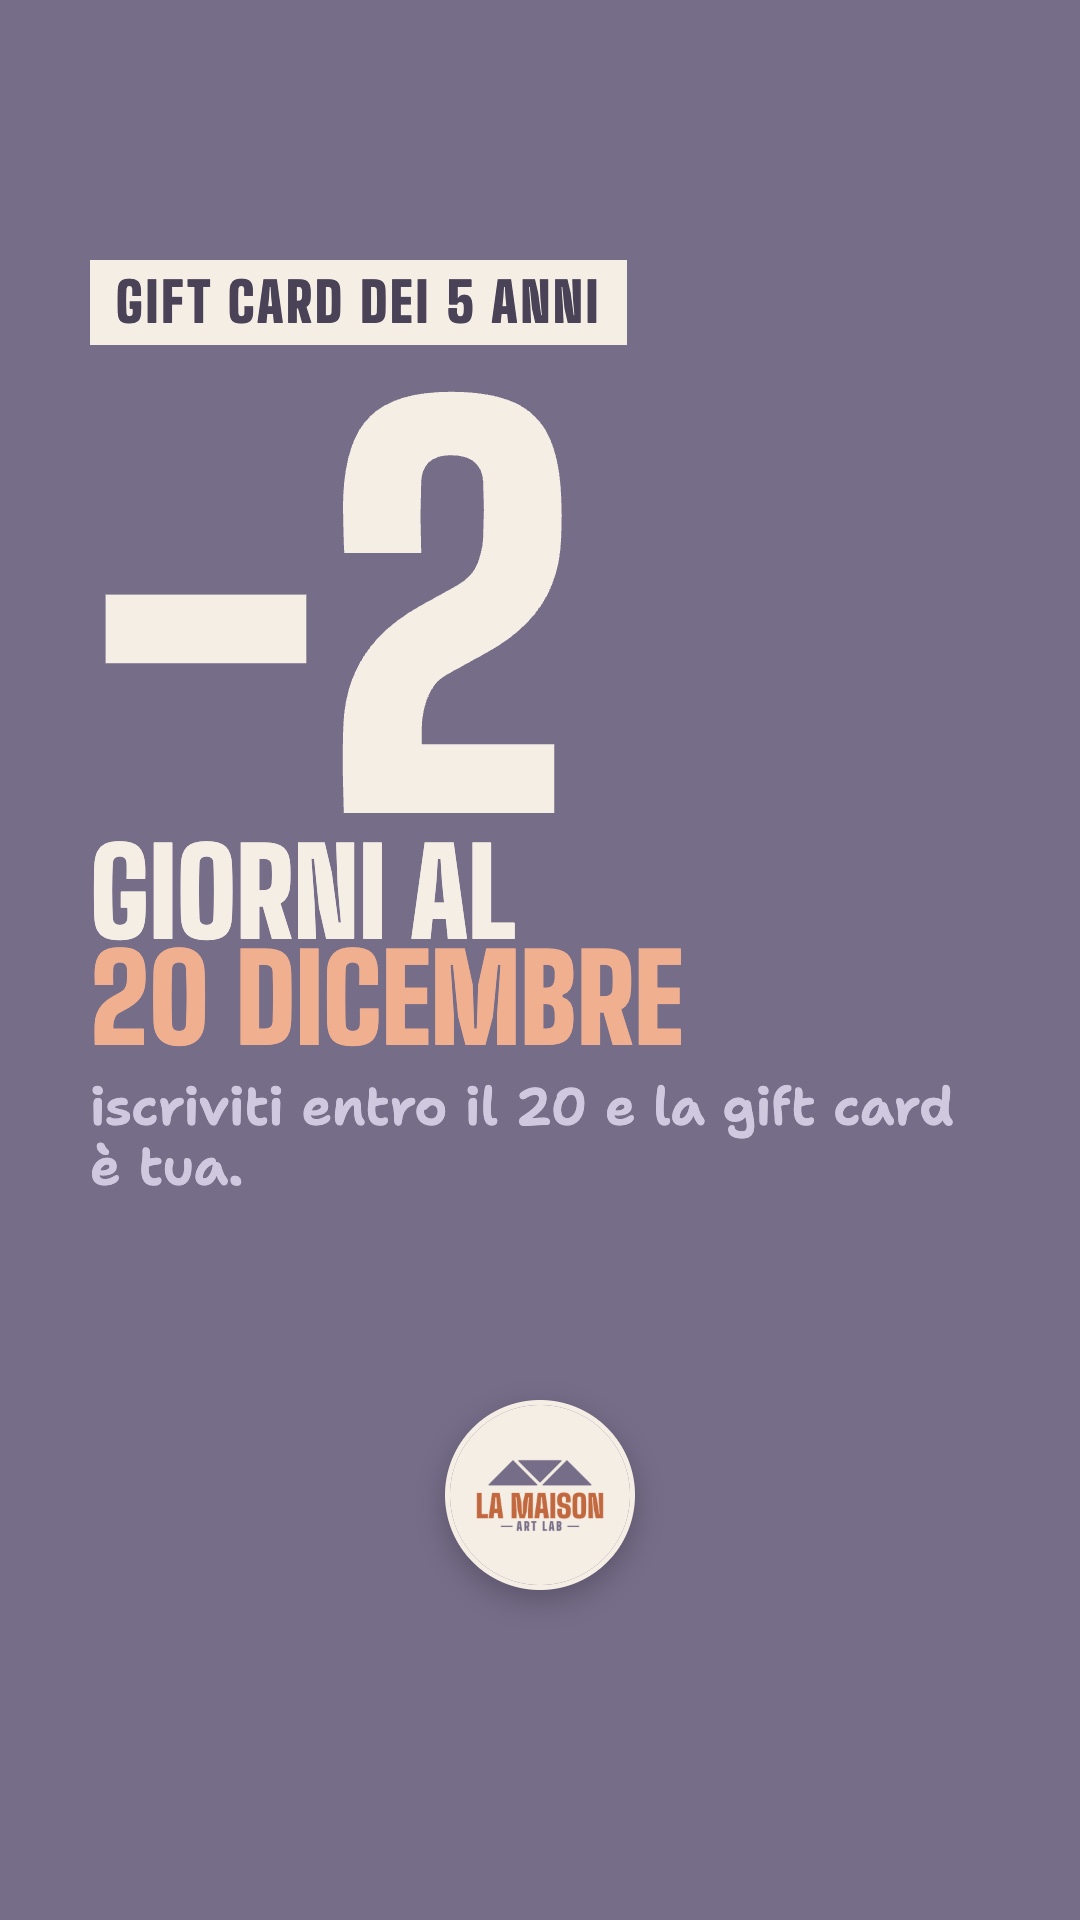 GIFT CARD DEI 5 ANNI
–2
GIORNI AL
20 DICEMBRE
iscriviti entro il 20 e la gift card
è tua.
LA MAISON
— ART LAB —